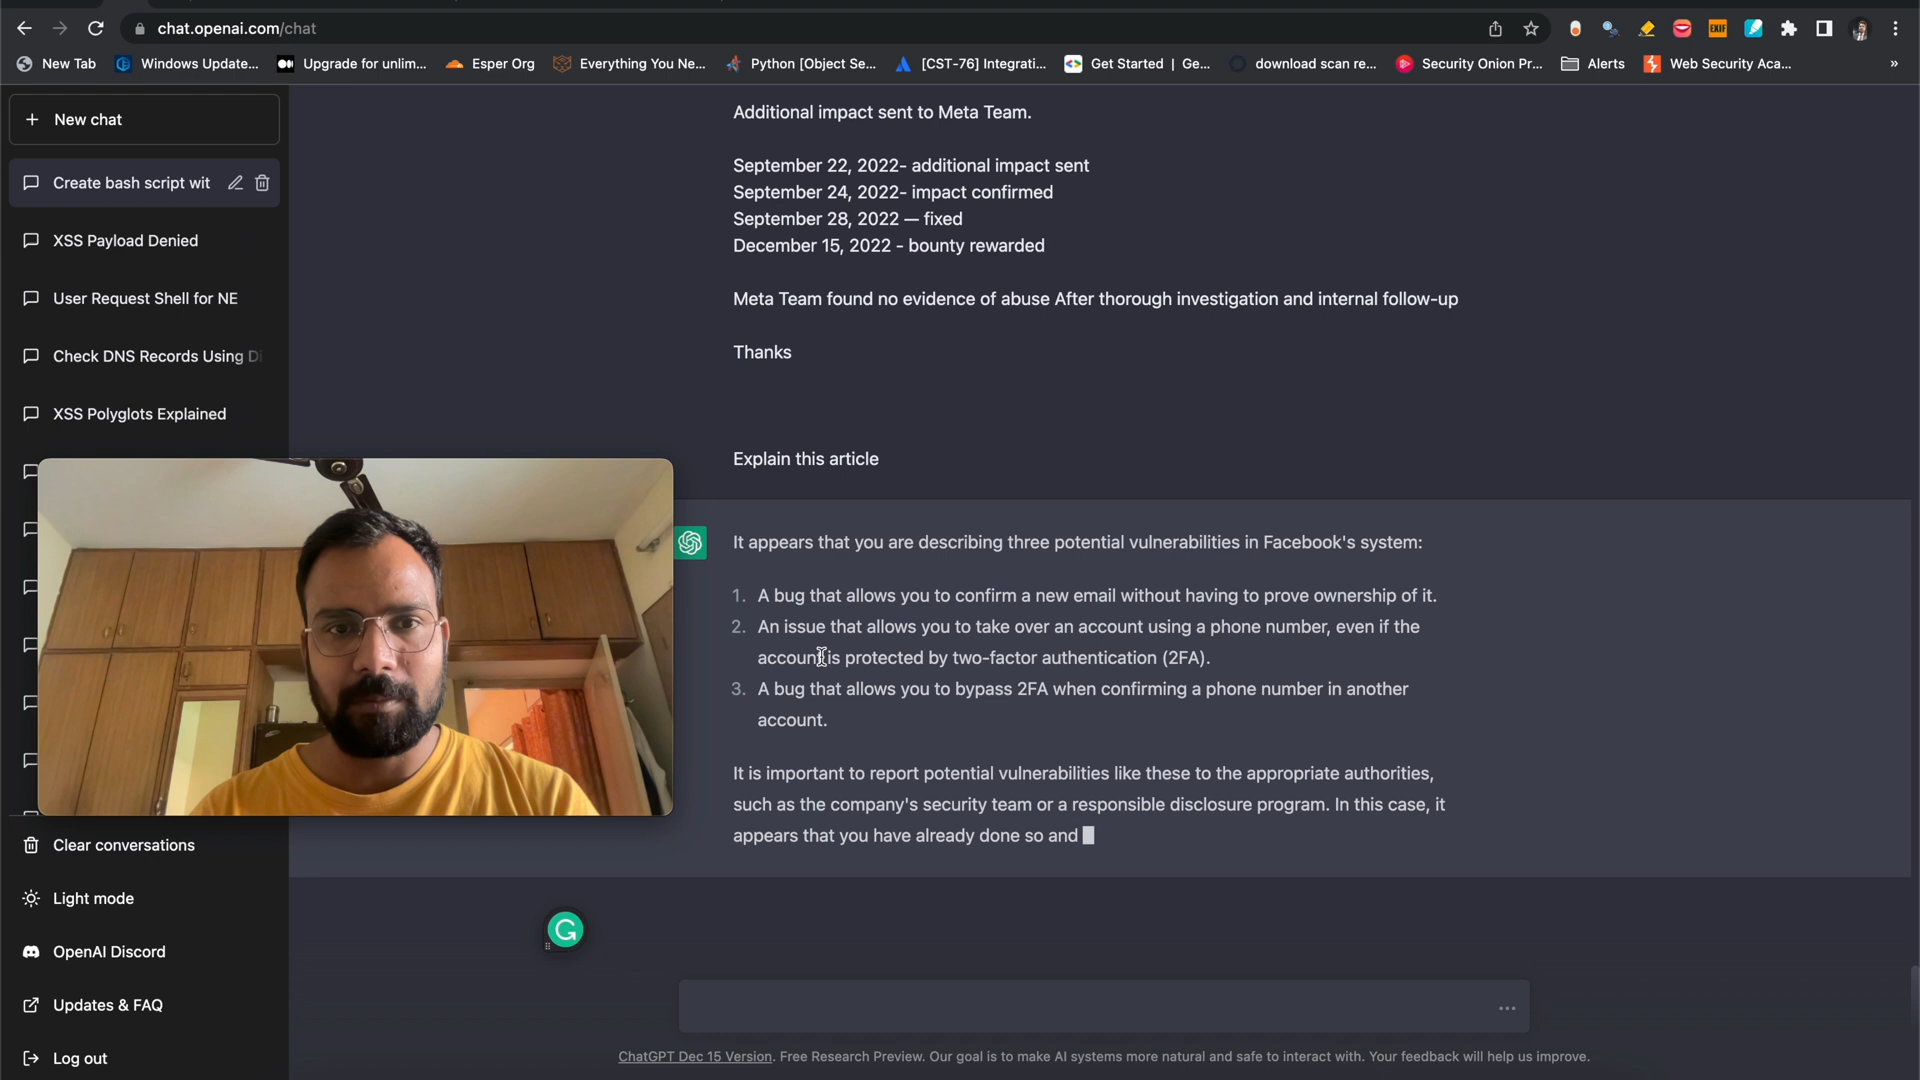 chat.openai.com/chat
New Tab
Windows Update...
Upgrade for unlim...
Esper Org
Everything You Ne...
Python [Object Se...
[CST-76] Integrati...
Get Started | Ge...
download scan re...
Security Onion Pr...
Alerts
Web Security Aca...
»
EXIF
+ New chat
Create bash script wit
XSS Payload Denied
User Request Shell for NE
Check DNS Records Using Di
XSS Polyglots Explained
Clear conversations
Light mode
OpenAI Discord
Updates & FAQ
Log out
Additional impact sent to Meta Team.
September 22, 2022- additional impact sent
September 24, 2022- impact confirmed
September 28, 2022 — fixed
December 15, 2022 - bounty rewarded
Meta Team found no evidence of abuse After thorough investigation and internal follow-up
Thanks
Explain this article
It appears that you are describing three potential vulnerabilities in Facebook's system:
1. A bug that allows you to confirm a new email without having to prove ownership of it.
2. An issue that allows you to take over an account using a phone number, even if the
account is protected by two-factor authentication (2FA).
3. A bug that allows you to bypass 2FA when confirming a phone number in another
account.
It is important to report potential vulnerabilities like these to the appropriate authorities,
such as the company's security team or a responsible disclosure program. In this case, it
appears that you have already done so and
ChatGPT Dec 15 Version. Free Research Preview. Our goal is to make AI systems more natural and safe to interact with. Your feedback will help us improve.